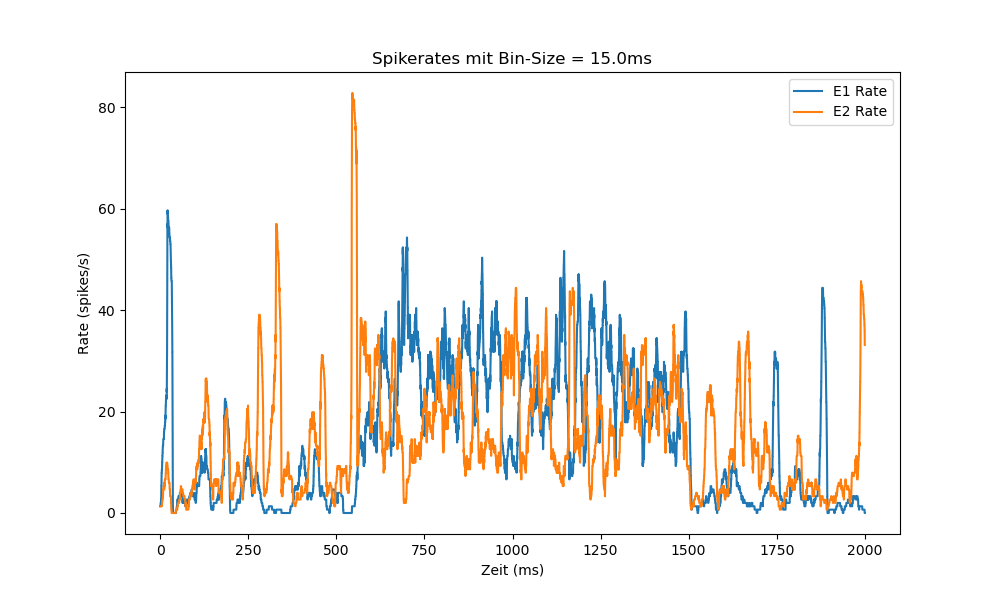 Spikerates mit Bin-Size = 15.0ms
E1 Rate
E2 Rate
80
60
40
20
0
Rate (spikes/s)
0 250 500 750 1000 1250 1500 1750 2000
Zeit (ms)